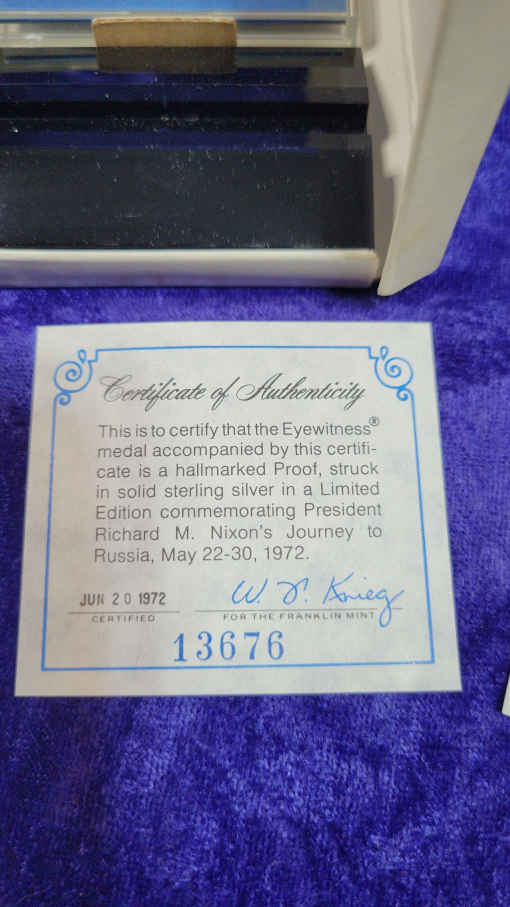 Certificate of Authenticity
This is to certify that the Eyewitness®
medal accompanied by this certifi-
cate is a hallmarked Proof, struck
in solid sterling silver in a Limited
Edition commemorating President
Richard M. Nixon's Journey to
Russia, May 22-30, 1972.
JUN 20 1972
CERTIFIED
W. F. Krieg
FOR THE FRANKLIN MINT
13676